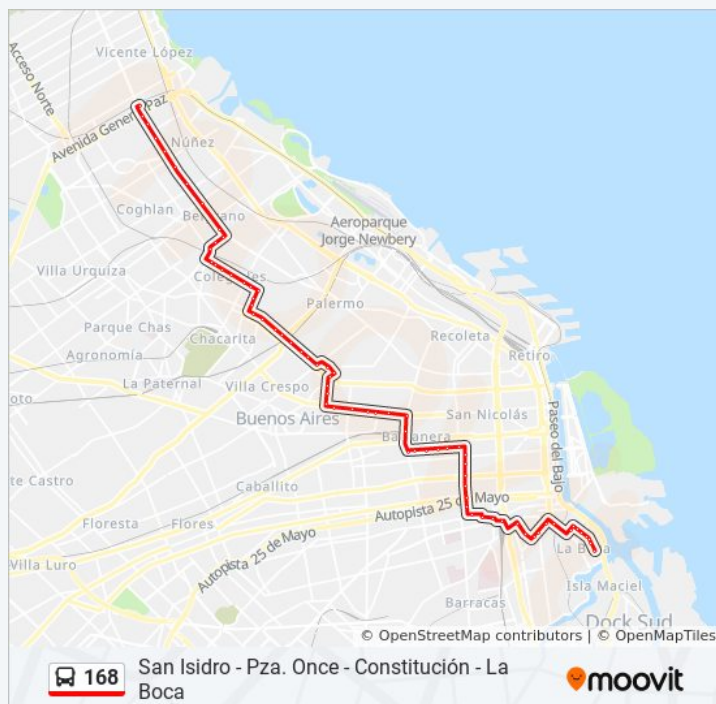 Vicente López
Acceso Norte
Avenida General Paz
Núñez
Coghlan
Belgrano
Aeroparque
Jorge Newbery
Villa Urquiza
Colegiales
Palermo
Parque Chas
Chacarita
Recoleta
Agronomía
Retiro
La Paternal
Villa Crespo
oto
San Nicolás
Buenos Aires
Balvanera
Paseo del Bajo
te Castro
Caballito
Autopista 25 de Mayo
Floresta
Flores
Autopista 25 de Mayo
La Boca
Villa Luro
Isla Maciel
Barracas
Dock Sud
© OpenStreetMap contributors | © OpenMapTiles
168
San Isidro - Pza. Once - Constitución - La
Boca
moovit